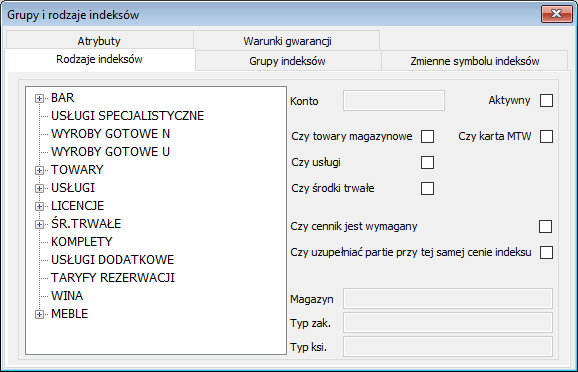 Grupy i rodzaje indeksów
Atrybuty
Warunki gwarancji
Rodzaje indeksów
Grupy indeksów
Zmienne symbolu indeksów
BAR
USŁUGI SPECJALISTYCZNE
WYROBY GOTOWE N
WYROBY GOTOWE U
TOWARY
USŁUGI
LICENCJE
ŚR.TRWAŁE
KOMPLETY
USŁUGI DODATKOWE
TARYFY REZERWACJI
WINA
MEBLE
Konto
Aktywny
Czy towary magazynowe
Czy karta MTW
Czy usługi
Czy środki trwałe
Czy cennik jest wymagany
Czy uzupełniać partie przy tej samej cenie indeksu
Magazyn
Typ zak.
Typ ksi.